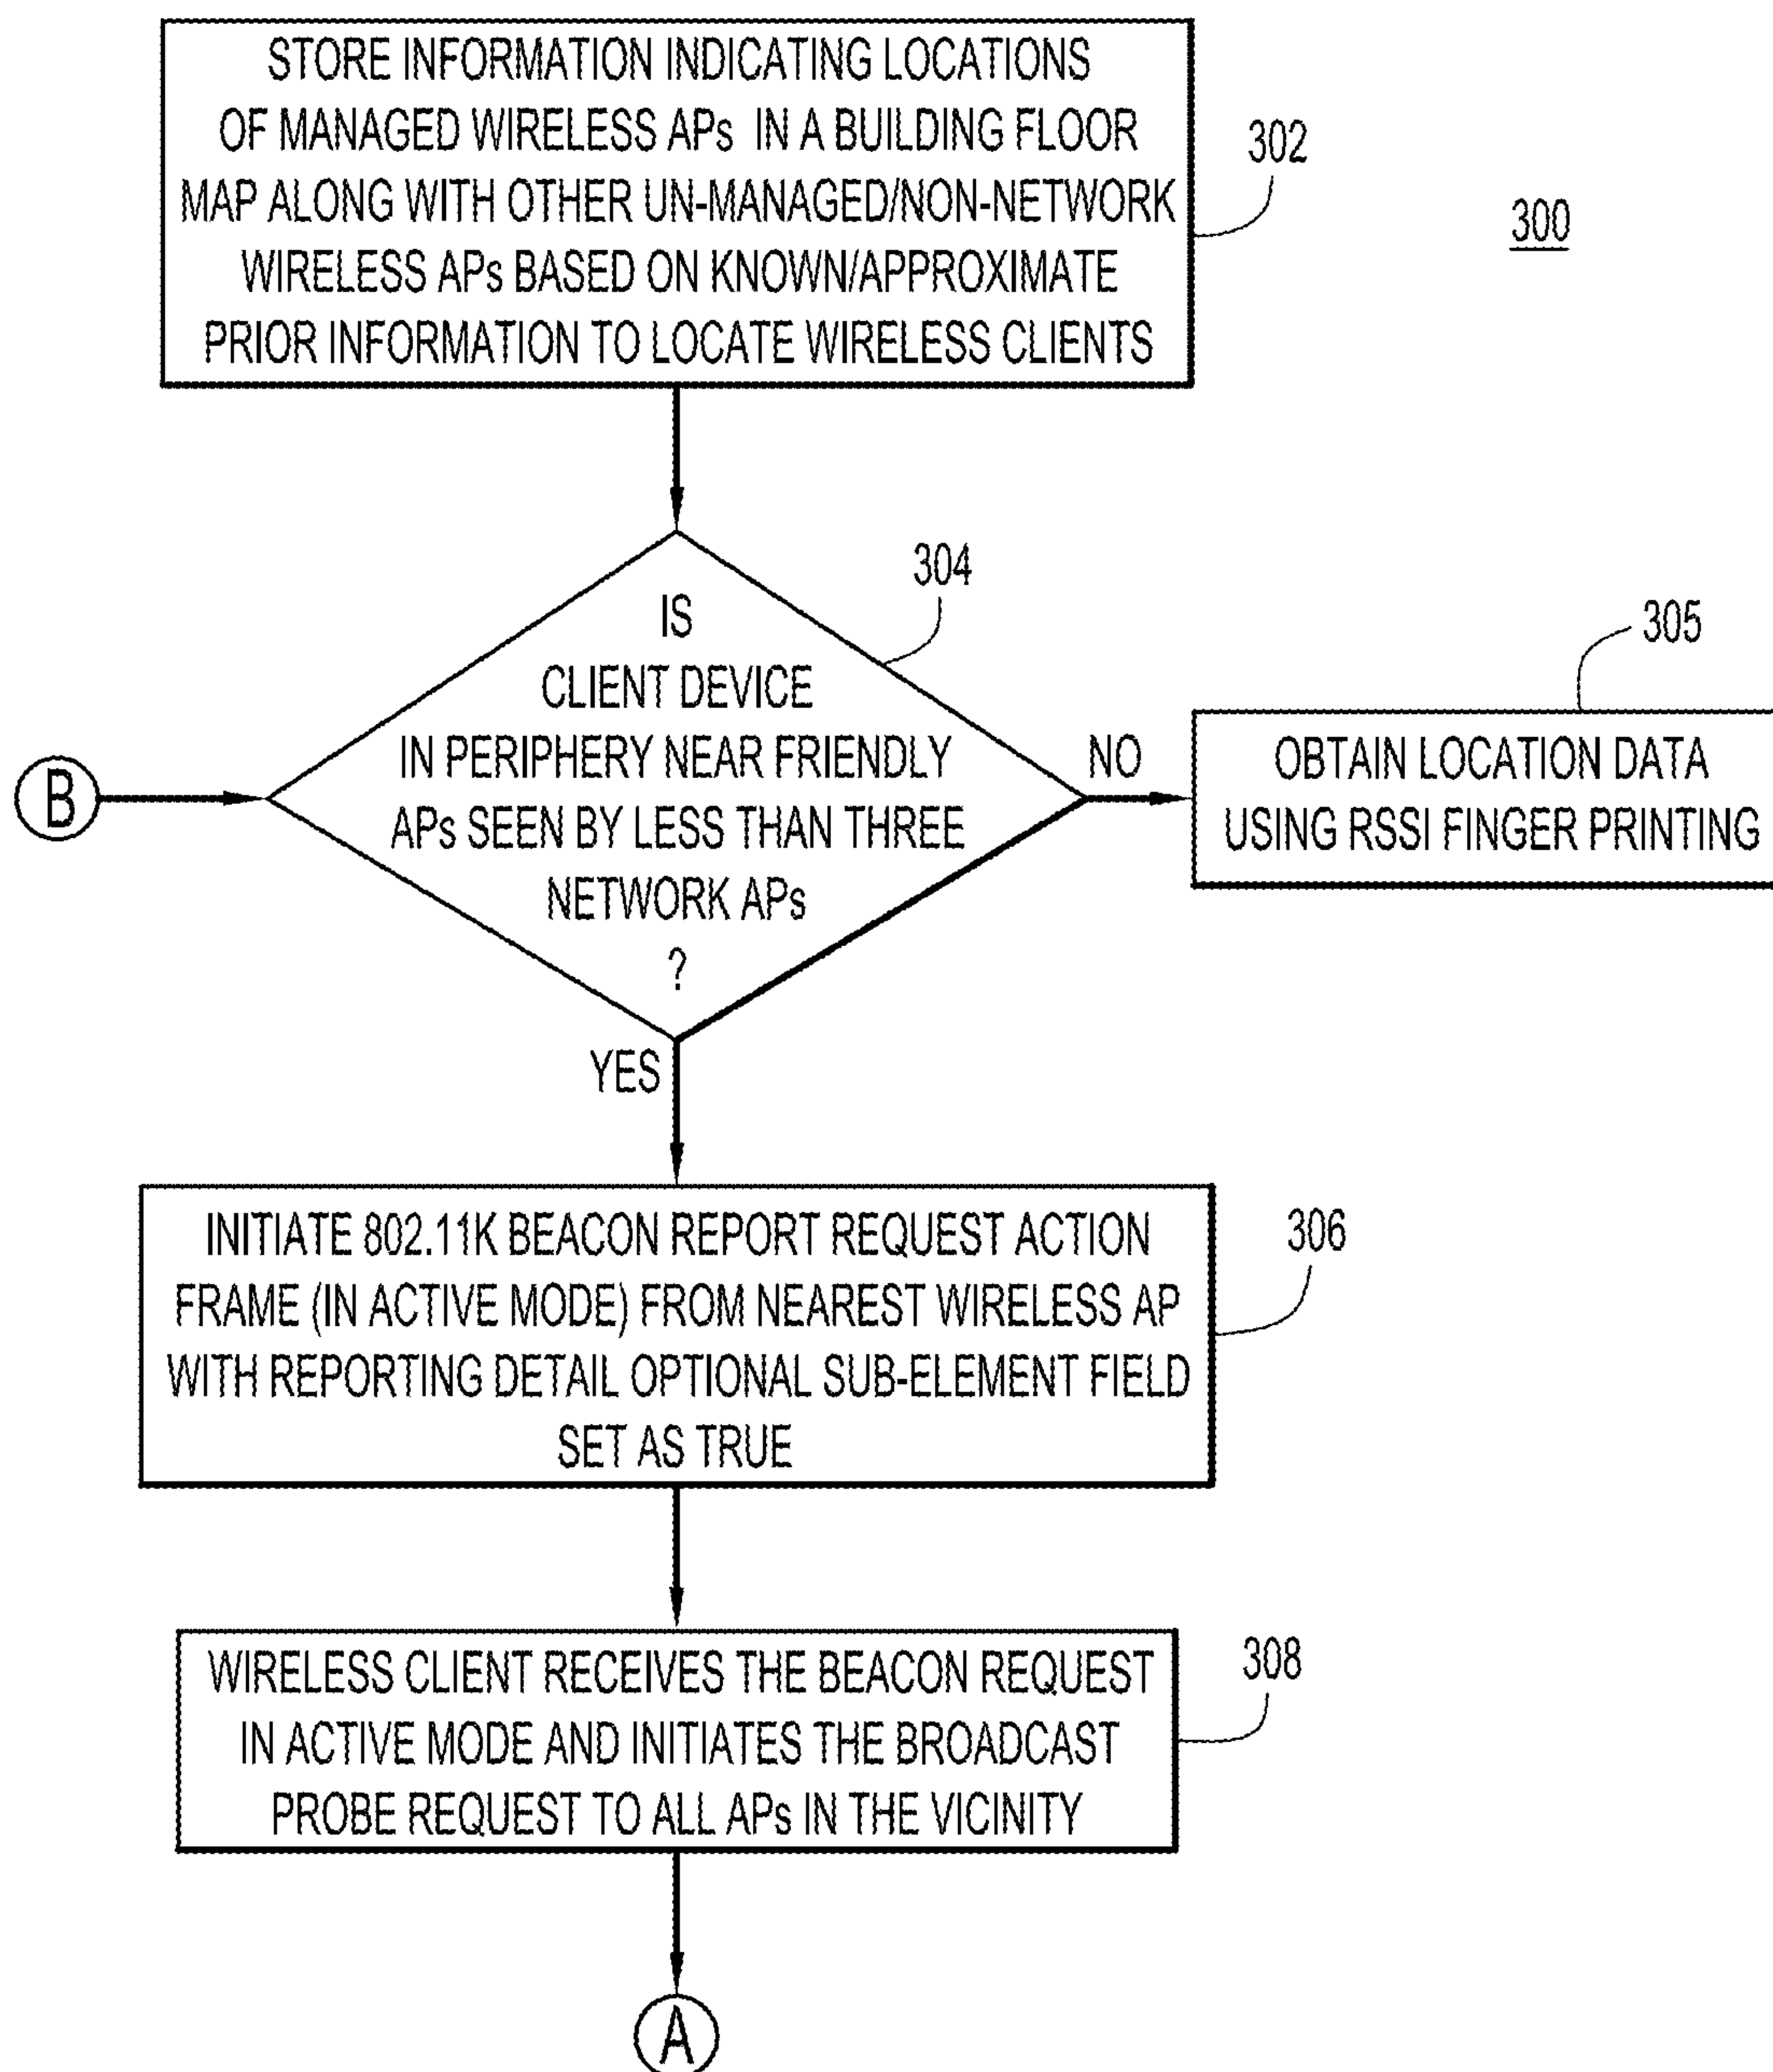 STORE INFORMATION INDICATING LOCATIONS
OF MANAGED WIRELESS APs IN A BUILDING FLOOR
MAP ALONG WITH OTHER UN-MANAGED/NON-NETWORK
WIRELESS APs BASED ON KNOWN/APPROXIMATE
PRIOR INFORMATION TO LOCATE WIRELESS CLIENTS
302
300
304
IS
CLIENT DEVICE
IN PERIPHERY NEAR FRIENDLY
APs SEEN BY LESS THAN THREE
NETWORK APs
?
B
NO
305
OBTAIN LOCATION DATA
USING RSSI FINGER PRINTING
YES
INITIATE 802.11K BEACON REPORT REQUEST ACTION
FRAME (IN ACTIVE MODE) FROM NEAREST WIRELESS AP
WITH REPORTING DETAIL OPTIONAL SUB-ELEMENT FIELD
SET AS TRUE
306
WIRELESS CLIENT RECEIVES THE BEACON REQUEST
IN ACTIVE MODE AND INITIATES THE BROADCAST
PROBE REQUEST TO ALL APs IN THE VICINITY
308
A